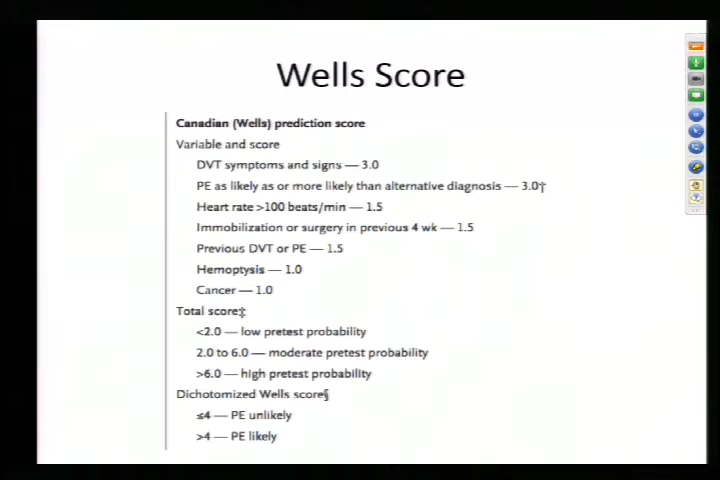 Wells Score
Canadian (Wells) prediction score
Variable and score
DVT symptoms and signs — 3.0
PE as likely as or more likely than alternative diagnosis — 3.0†
Heart rate >100 beats/min — 1.5
Immobilization or surgery in previous 4 wk — 1.5
Previous DVT or PE — 1.5
Hemoptysis — 1.0
Cancer — 1.0
Total score‡
<2.0 — low pretest probability
2.0 to 6.0 — moderate pretest probability
>6.0 — high pretest probability
Dichotomized Wells score§
≤4 — PE unlikely
>4 — PE likely